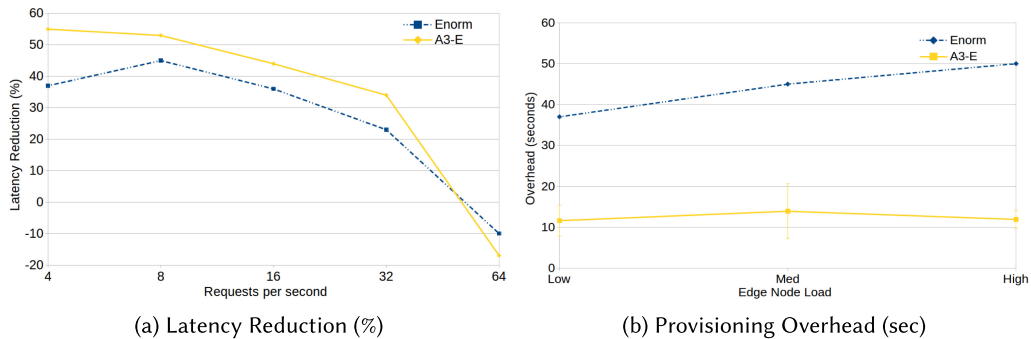 60
50
40
30
20
10
0
-10
-20
Latency Reduction (%)
Enorm
A3-E
4 8 16 32 64
Requests per second
(a) Latency Reduction (%)
60
50
40
30
20
10
0
Overhead (seconds)
Enorm
A3-E
Low Med High
Edge Node Load
(b) Provisioning Overhead (sec)